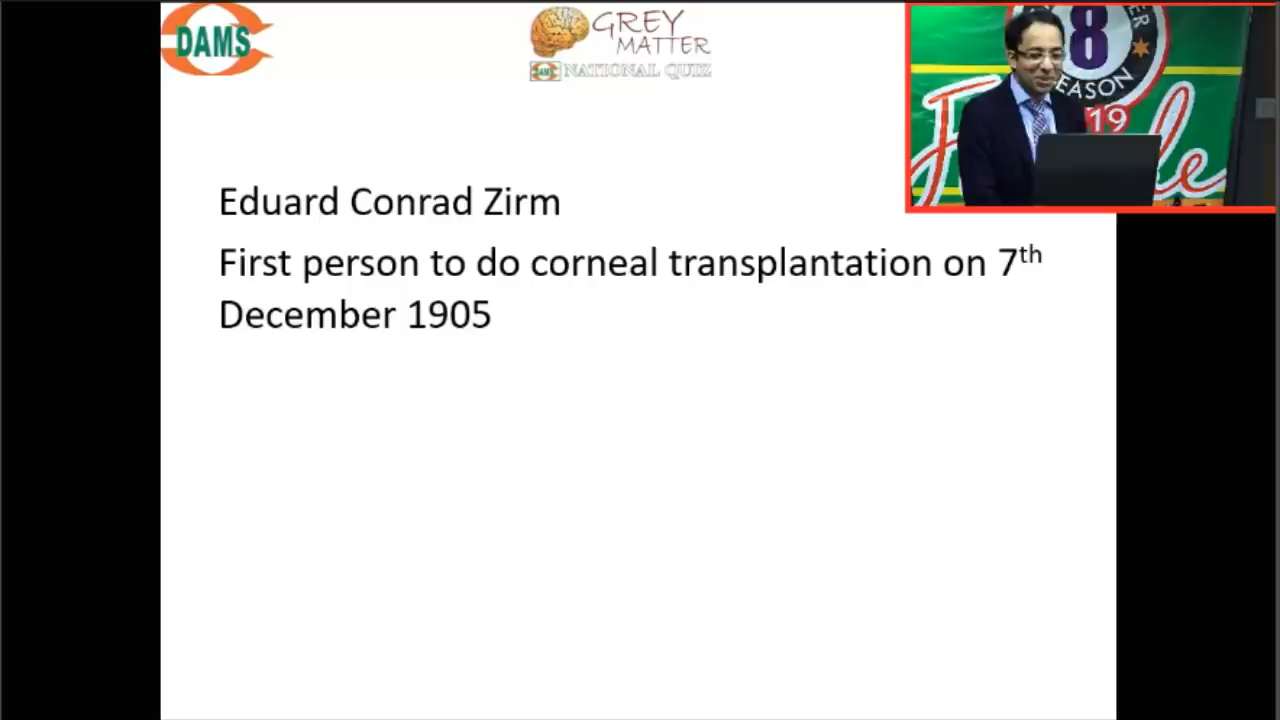 DAMS
GREY
MATTER
DAMS NATIONAL QUIZ
8
SEASON
19
Eduard Conrad Zirm
First person to do corneal transplantation on 7th
December 1905